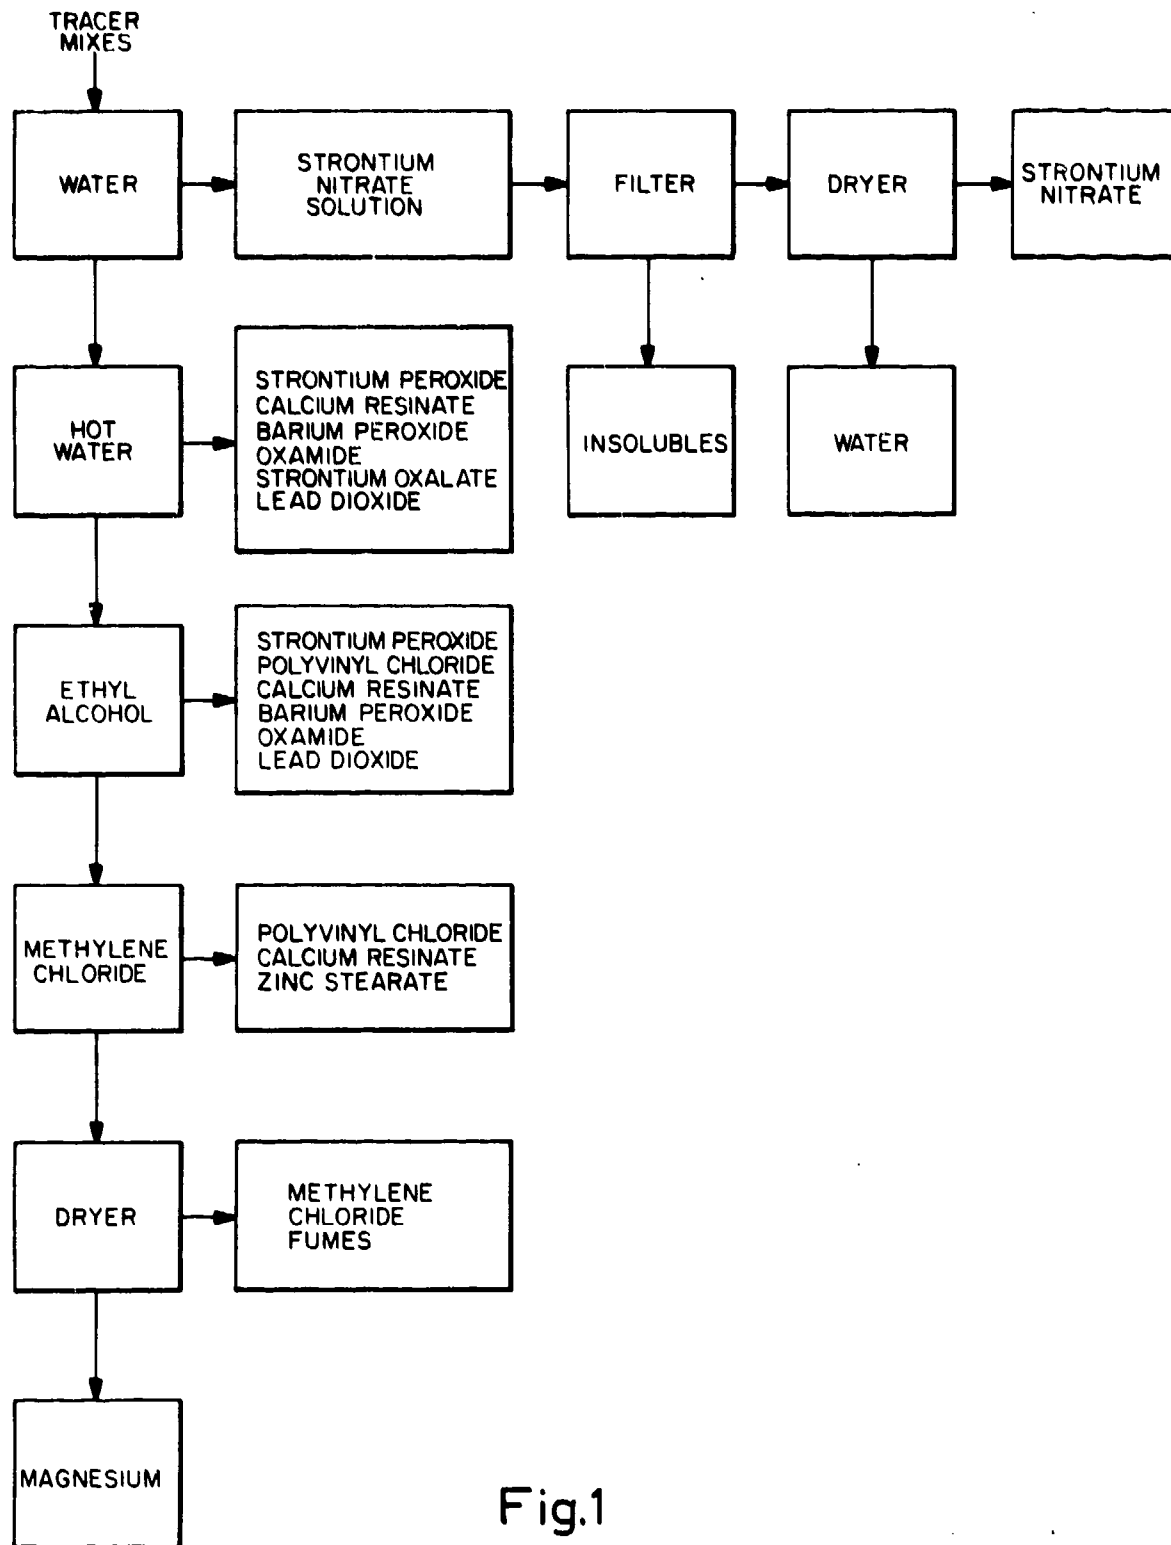 TRACER
MIXES
WATER
STRONTIUM
NITRATE
SOLUTION
FILTER
DRYER
STRONTIUM
NITRATE
HOT
WATER
STRONTIUM PEROXIDE
CALCIUM RESINATE
BARIUM PEROXIDE
OXAMIDE
STRONTIUM OXALATE
LEAD DIOXIDE
INSOLUBLES
WATER
ETHYL
ALCOHOL
STRONTIUM PEROXIDE
POLYVINYL CHLORIDE
CALCIUM RESINATE
BARIUM PEROXIDE
OXAMIDE
LEAD DIOXIDE
METHYLENE
CHLORIDE
POLYVINYL CHLORIDE
CALCIUM RESINATE
ZINC STEARATE
DRYER
METHYLENE
CHLORIDE
FUMES
MAGNESIUM
Fig.1